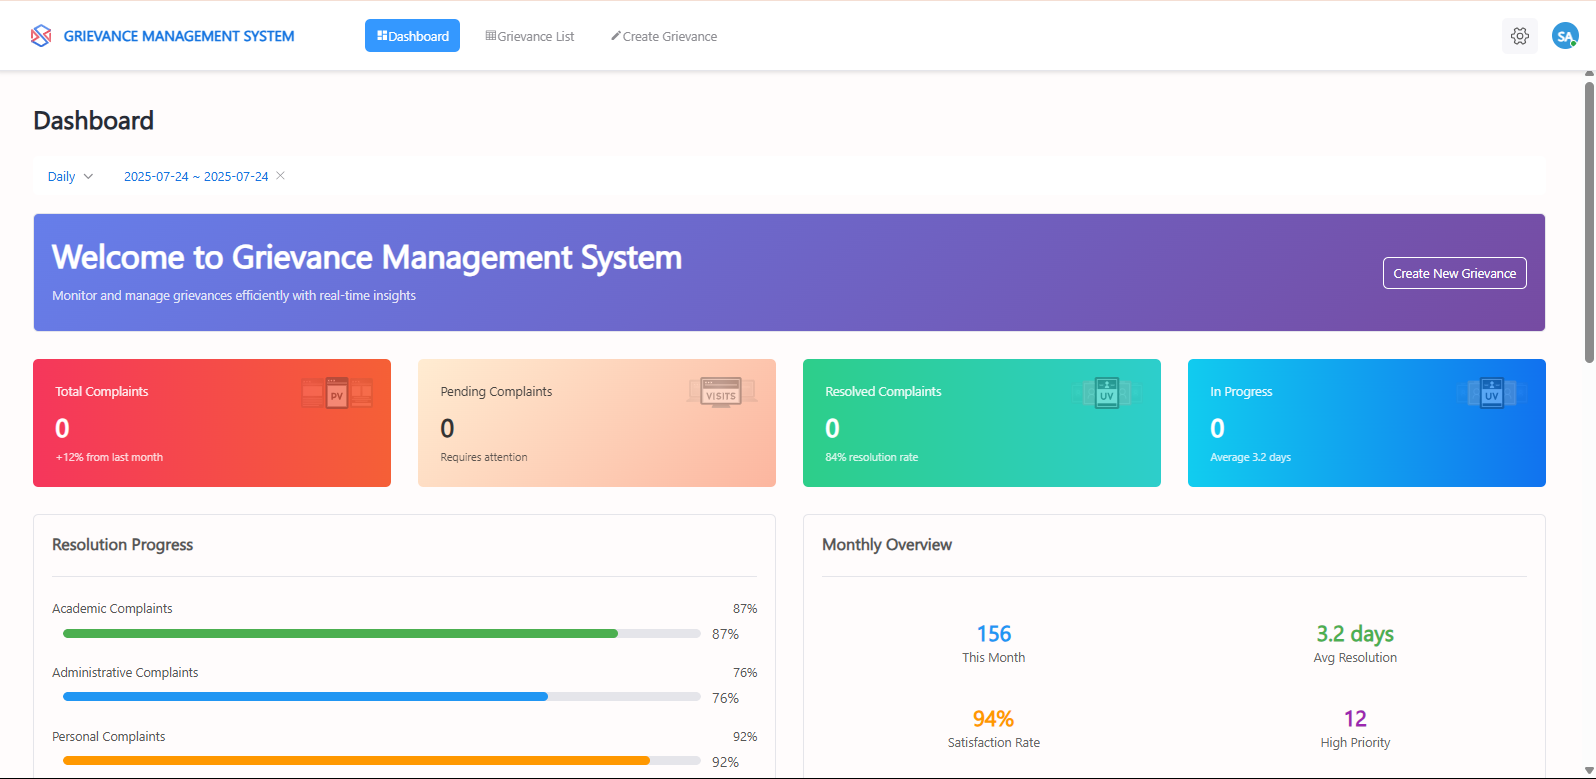 GRIEVANCE MANAGEMENT SYSTEM
Dashboard
Grievance List
Create Grievance
SA
Dashboard
Daily
2025-07-24 ~ 2025-07-24
Welcome to Grievance Management System
Monitor and manage grievances efficiently with real-time insights
Create New Grievance
Total Complaints
PV
0
+12% from last month
Pending Complaints
VISITS
0
Requires attention
Resolved Complaints
UV
0
84% resolution rate
In Progress
UV
0
Average 3.2 days
Resolution Progress
Academic Complaints 87%
87%
Administrative Complaints 76%
76%
Personal Complaints 92%
92%
Monthly Overview
156
This Month
3.2 days
Avg Resolution
94%
Satisfaction Rate
12
High Priority